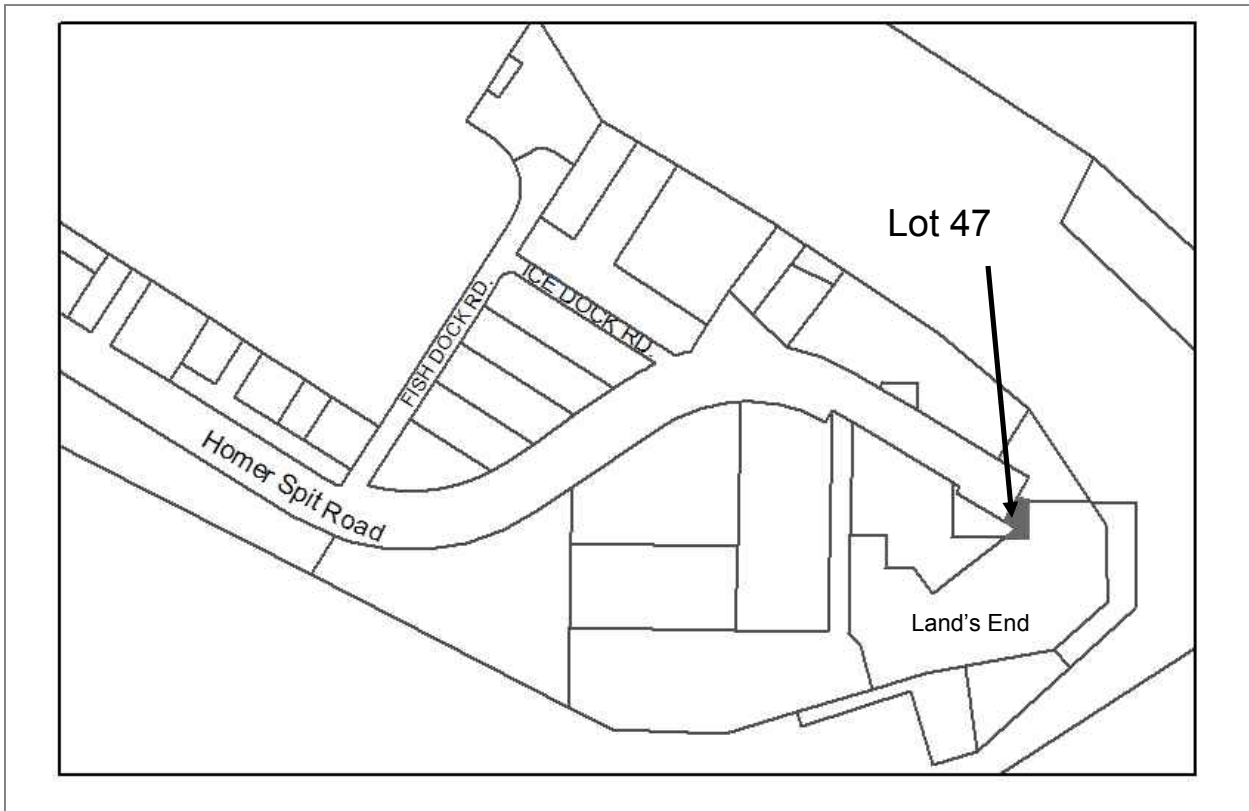 Lot 47
ICE DOCK RD.
FISH DOCK RD.
Homer Spit Road
Land's End